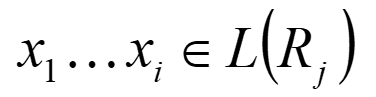 x₁…xᵢ ∈ L(Rⱼ)